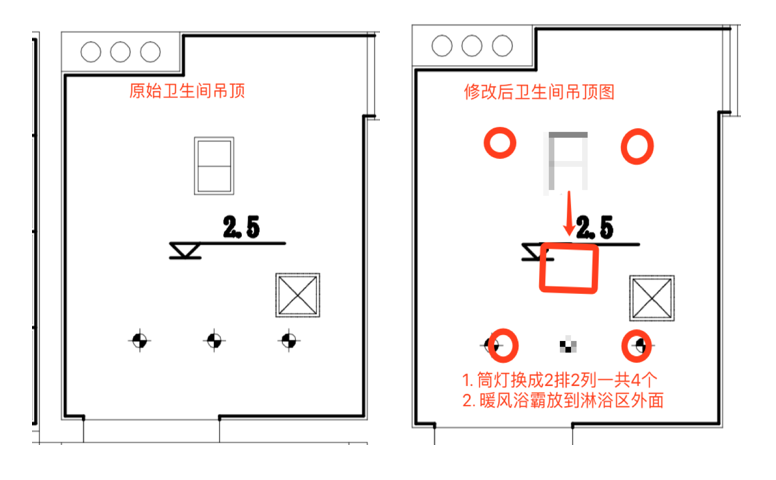 原始卫生间吊顶
修改后卫生间吊顶图
2.5
2.5
1. 筒灯换成2排2列一共4个
2. 暖风浴霸放到淋浴区外面